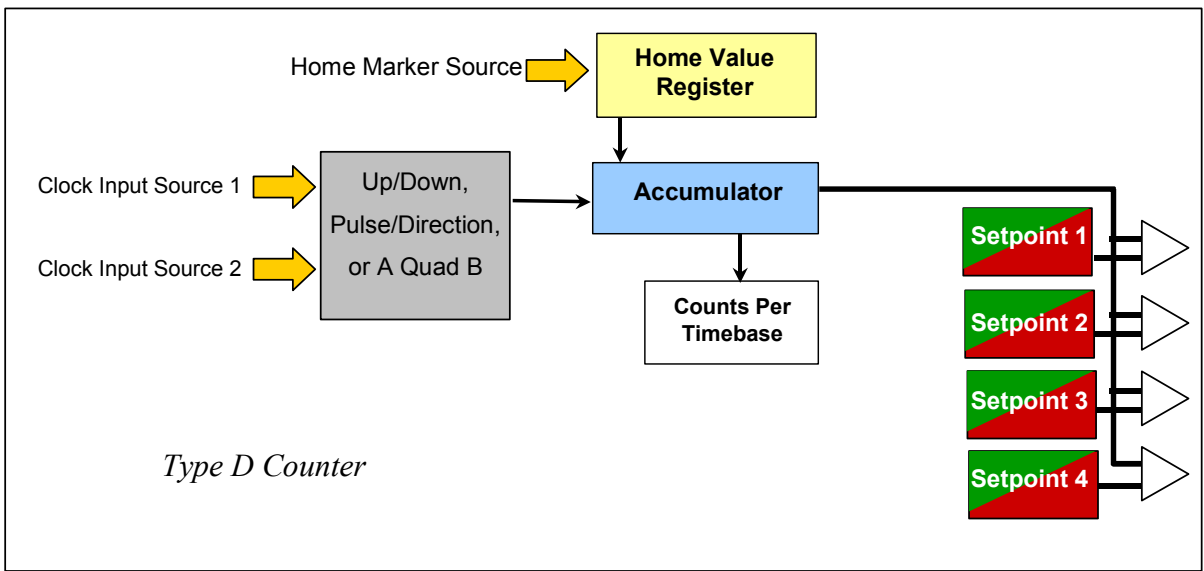 Home Marker Source
Home Value
Register
Clock Input Source 1
Clock Input Source 2
Up/Down,
Pulse/Direction,
or A Quad B
Accumulator
Counts Per
Timebase
Setpoint 1
Setpoint 2
Setpoint 3
Setpoint 4
Type D Counter